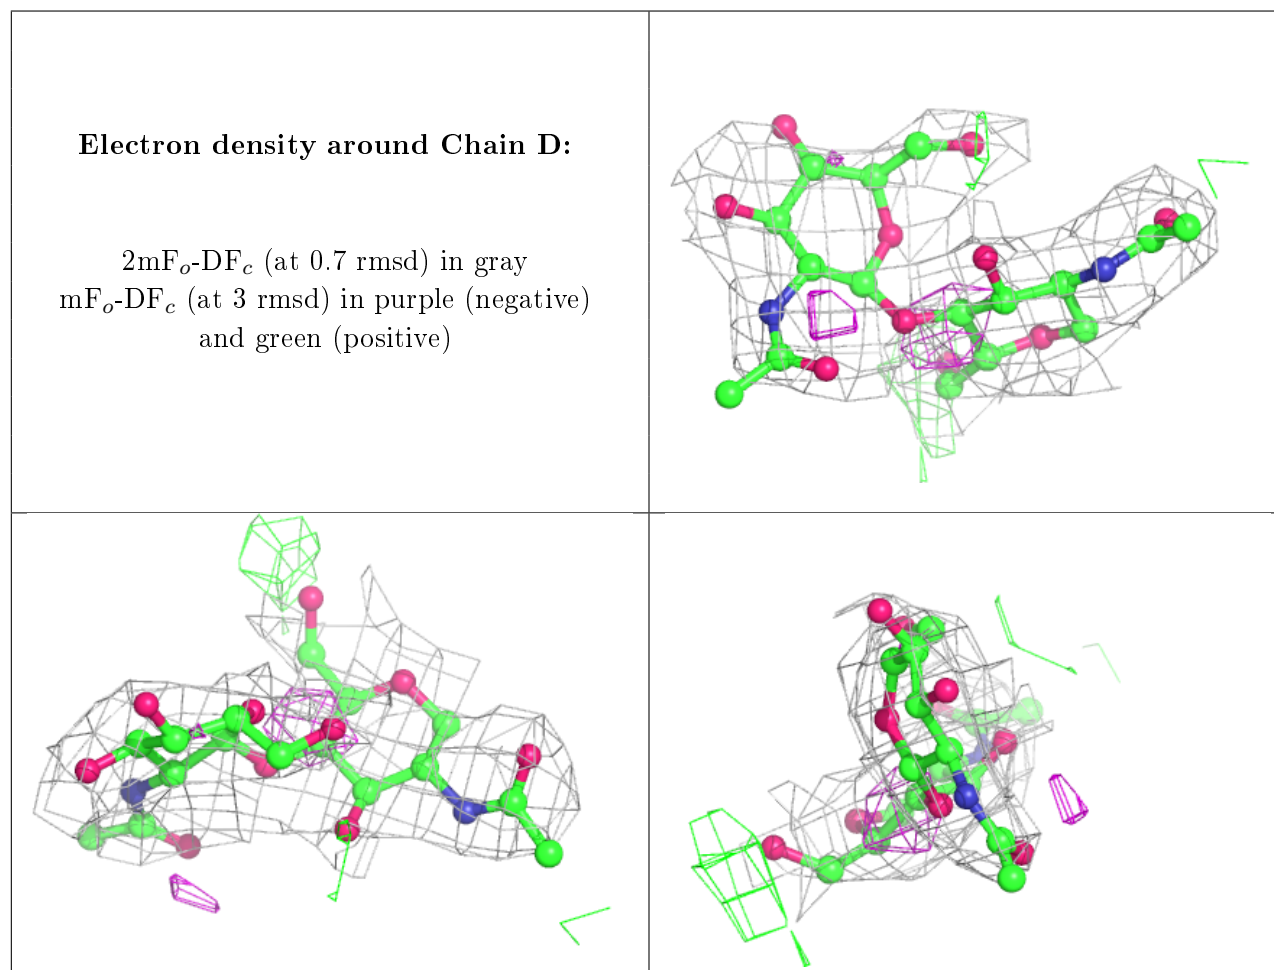 Electron density around Chain D:
2mFo-DFc (at 0.7 rmsd) in gray
mFo-DFc (at 3 rmsd) in purple (negative)
and green (positive)